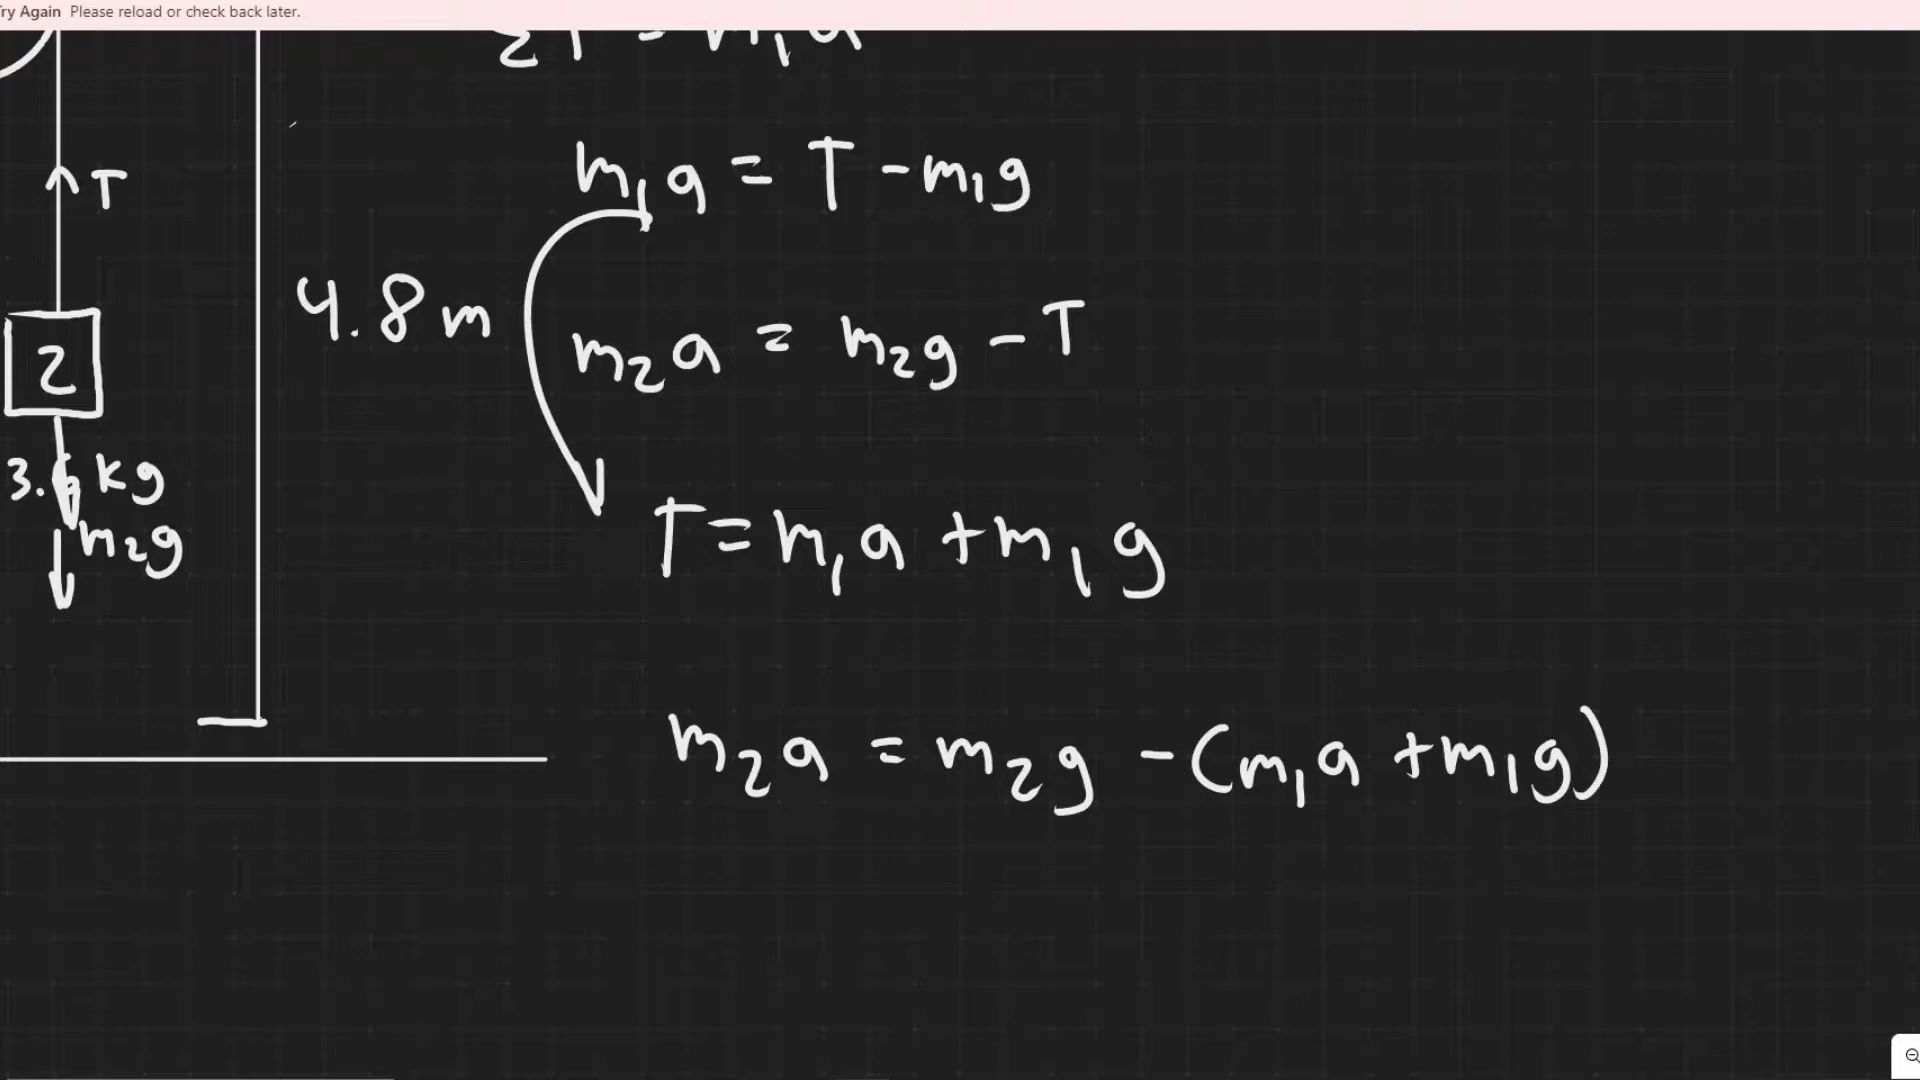 Try Again Please reload or check back later.
m₁a = T - m₁g
T
4.8 m
m₂a = m₂g - T
2
kg
m₂g
T = m₁a + m₁g
m₂a = m₂g - (m₁a + m₁g)